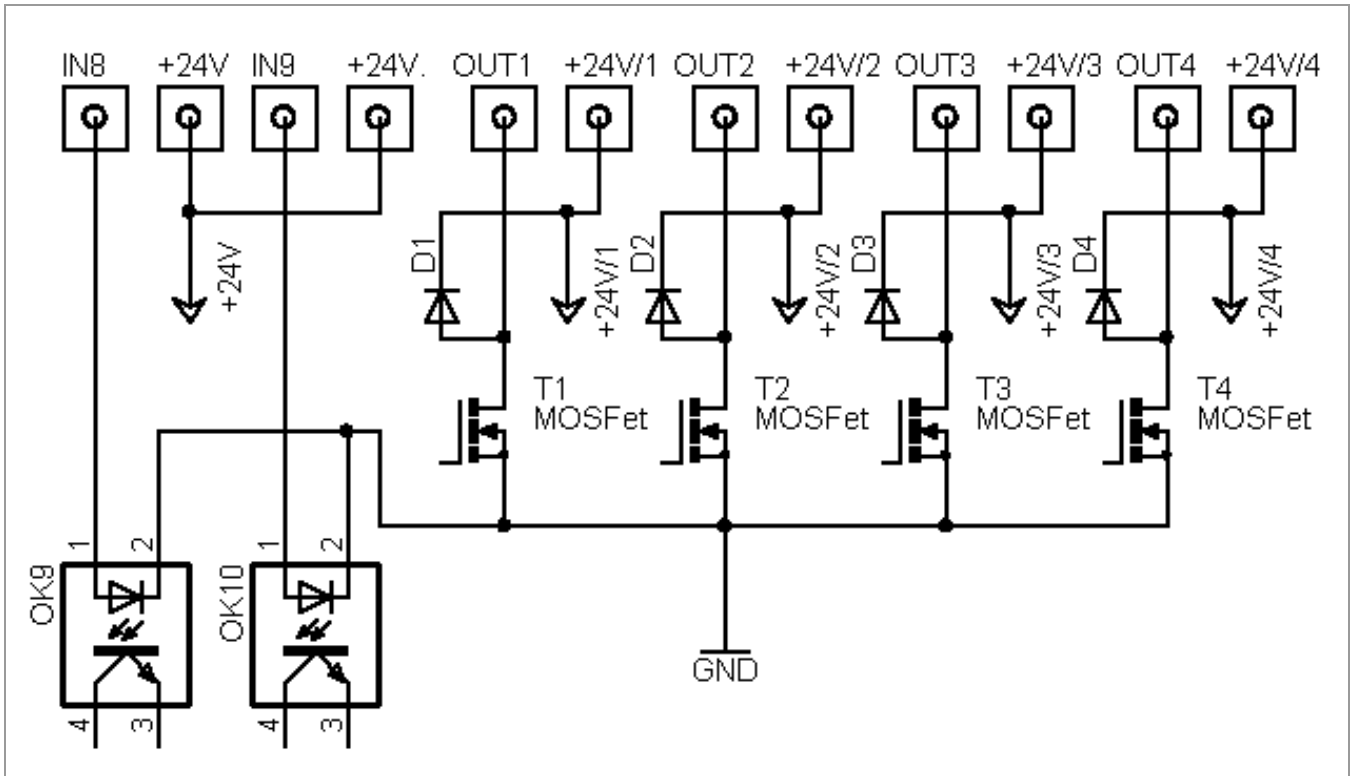 IN8 +24V IN9 +24V. OUT1 +24V/1 OUT2 +24V/2 OUT3 +24V/3 OUT4 +24V/4
D1 D2 D3 D4
+24V +24V/1 +24V/2 +24V/3 +24V/4
T1 T2 T3 T4
MOSFet MOSFet MOSFet MOSFet
1 2 1 2
OK9 OK10
GND
4 3 4 3